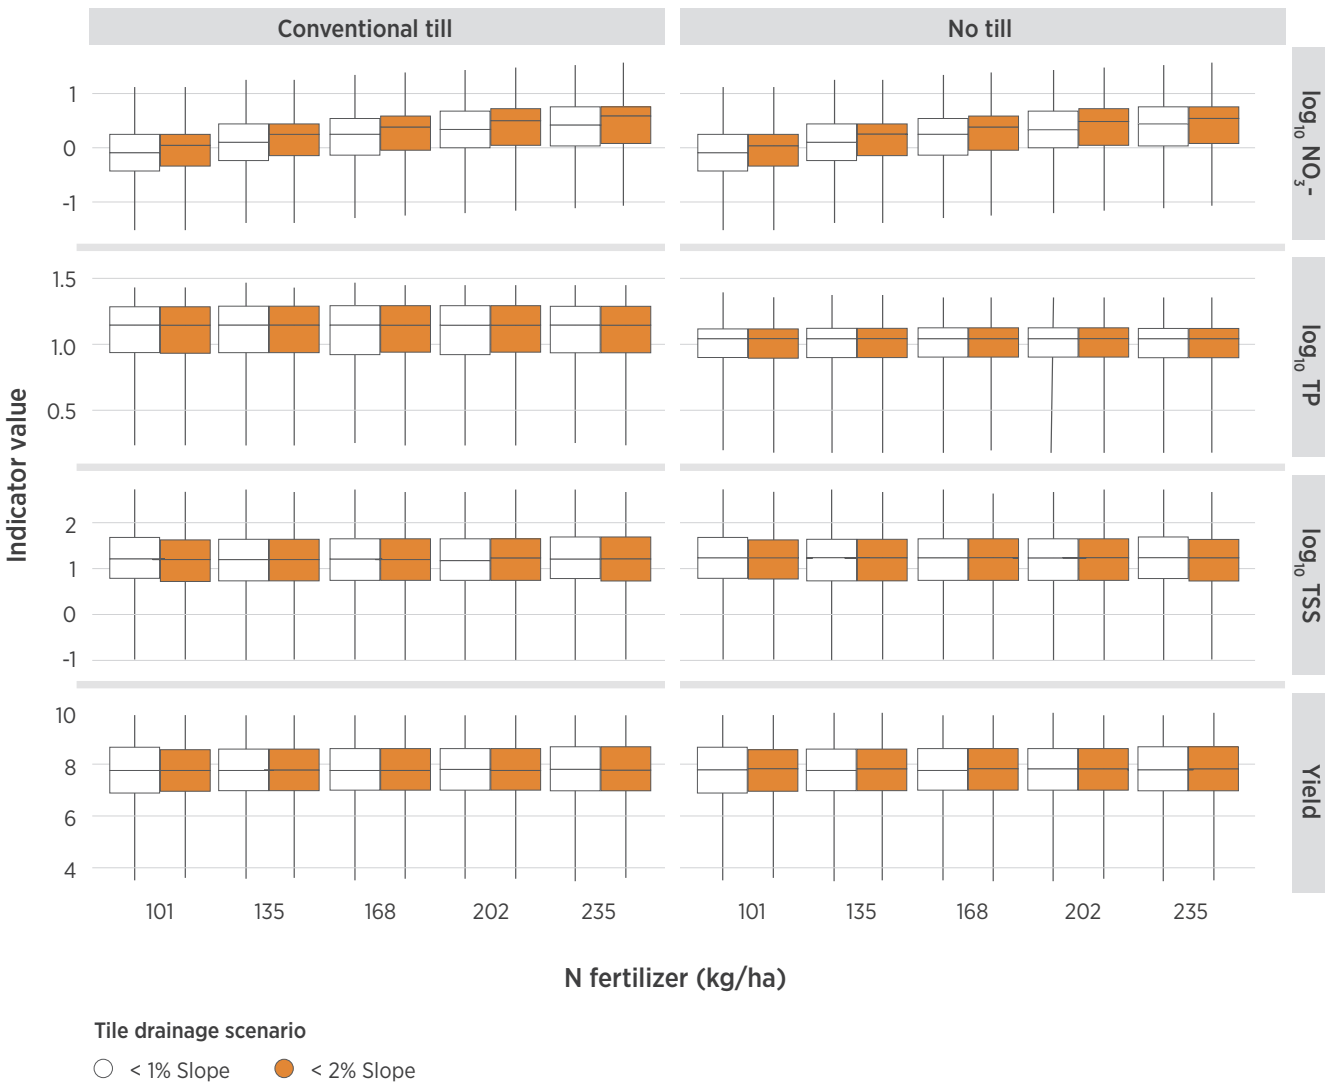 Conventional till
No till
1
0
-1
log10 NO3-
1.5
1.0
0.5
log10 TP
2
1
0
-1
log10 TSS
10
8
6
4
Yield
Indicator value
101 135 168 202 235
101 135 168 202 235
N fertilizer (kg/ha)
Tile drainage scenario
< 1% Slope
< 2% Slope